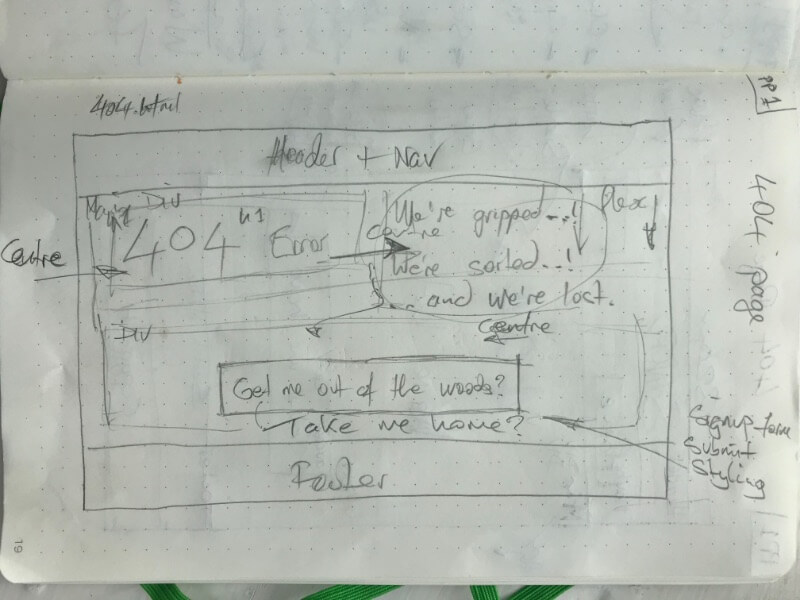 PP 1
404.html
404 page
Header + Nav
Div
h1
404 Error
Centre
Centre
We're gripped...!
We're sorted...!
... and we're lost.
Flex
Div
Centre
Get me out of the woods?
Take me home?
Signup form
Submit
Styling
Footer
19